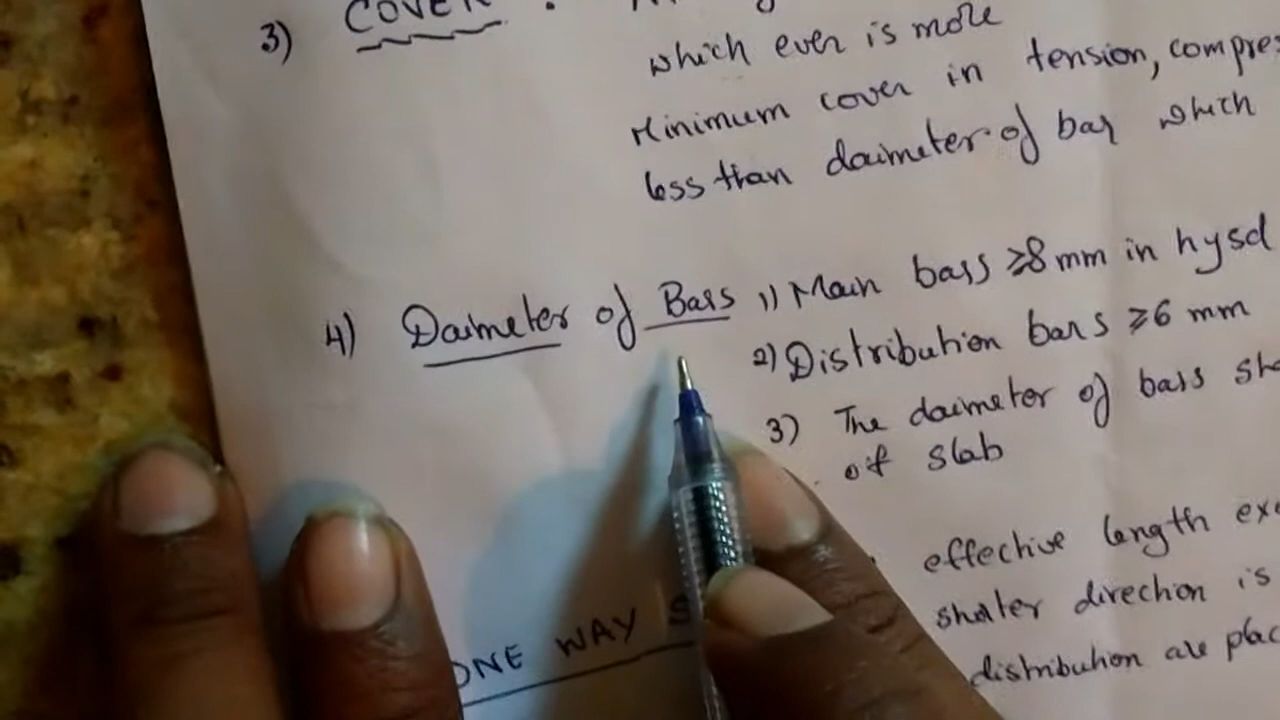 3) COVER :
which ever is more
Minimum cover in tension, compres
less than daimeter of bar which
4) Daimeter of Bars 1) Main bars ≥8 mm in hysd
2) Distribution bars ≥6 mm
3) The daimeter of bars sho
of slab
effective length exc
shorter direction is
ONE WAY S
distribution are plac